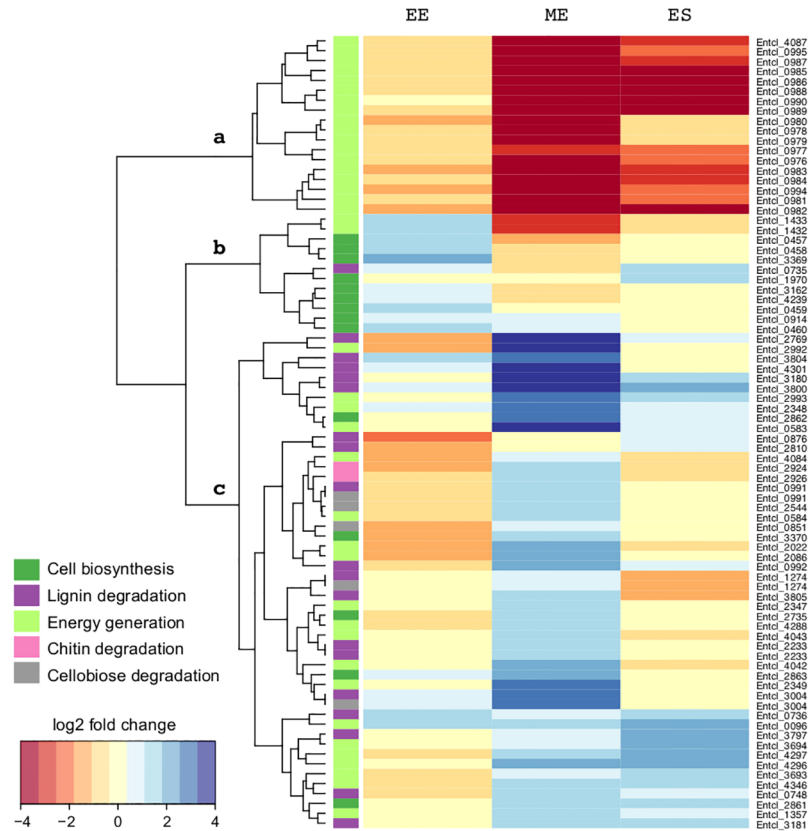 EE ME ES
Entcl_4087
Entcl_0995
Entcl_0987
Entcl_0985
Entcl_0986
Entcl_0988
Entcl_0990
Entcl_0989
Entcl_0980
a
Entcl_0978
Entcl_0979
Entcl_0977
Entcl_0976
Entcl_0983
Entcl_0984
Entcl_0994
Entcl_0981
Entcl_0982
Entcl_1433
Entcl_1432
Entcl_0457
b
Entcl_0458
Entcl_3369
Entcl_0735
Entcl_1970
Entcl_3162
Entcl_4239
Entcl_0459
Entcl_0914
Entcl_0460
Entcl_2769
Entcl_2992
Entcl_3804
Entcl_4301
Entcl_3180
Entcl_3800
Entcl_2993
Entcl_2348
Entcl_2862
Entcl_0583
Entcl_0876
Entcl_2810
Entcl_4084
Entcl_2924
Entcl_2926
c
Entcl_0991
Entcl_0991
Entcl_2544
Entcl_0584
Entcl_0851
Entcl_3370
Entcl_2022
Entcl_2086
Entcl_0992
Entcl_1274
Entcl_1274
Entcl_3805
Entcl_2347
Entcl_2735
Entcl_4288
Entcl_4043
Entcl_2233
Entcl_2233
Entcl_4042
Entcl_2863
Entcl_2349
Entcl_3004
Entcl_3004
Entcl_0736
Entcl_0096
Entcl_3797
Entcl_3694
Entcl_4297
Entcl_4296
Entcl_3693
Entcl_4346
Entcl_0748
Entcl_2861
Entcl_1357
Entcl_3181
Cell biosynthesis
Lignin degradation
Energy generation
Chitin degradation
Cellobiose degradation
log2 fold change
−4 −2 0 2 4